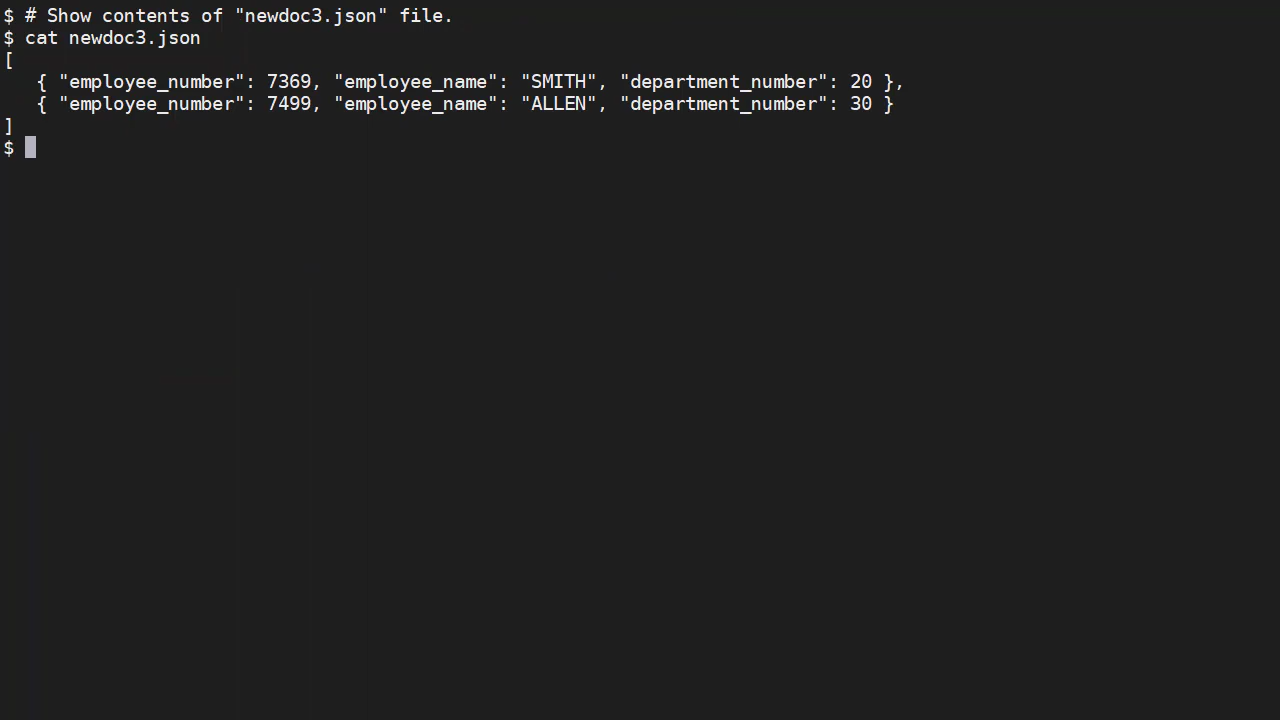 $ # Show contents of "newdoc3.json" file.
$ cat newdoc3.json
[
   { "employee_number": 7369, "employee_name": "SMITH", "department_number": 20 },
   { "employee_number": 7499, "employee_name": "ALLEN", "department_number": 30 }
]
$